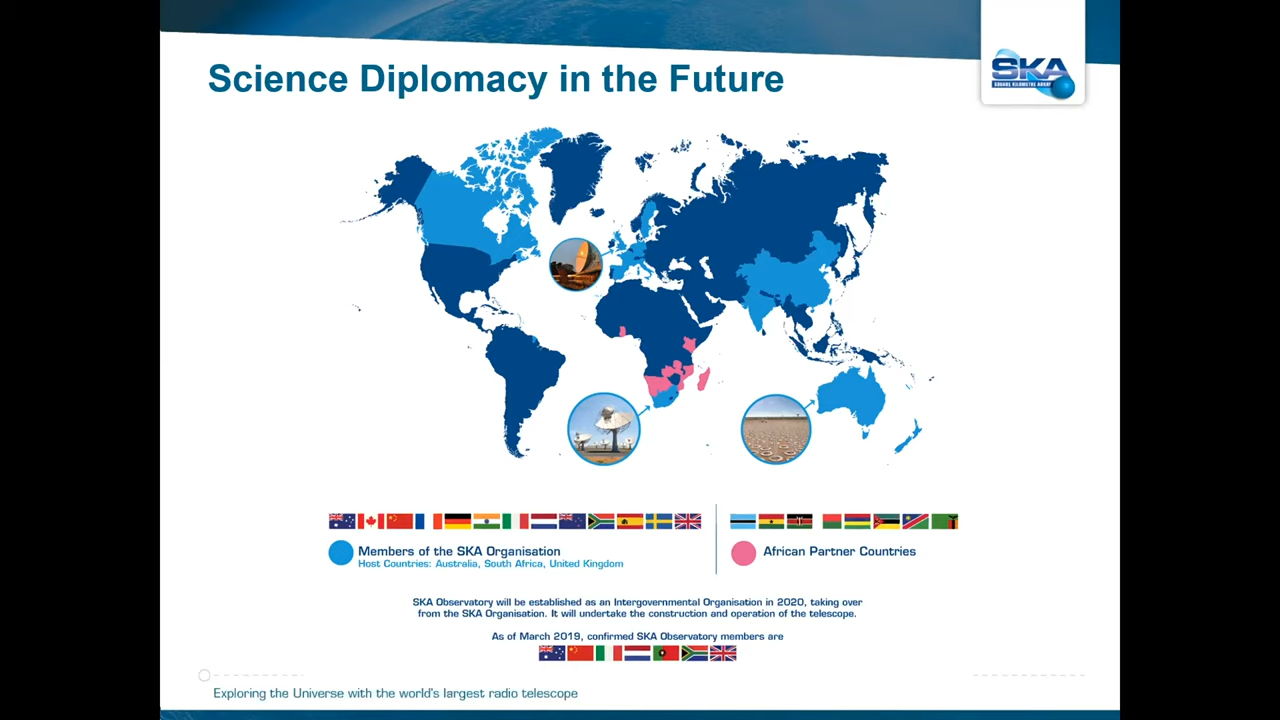 Science Diplomacy in the Future
SKA
SQUARE KILOMETRE ARRAY
Members of the SKA Organisation
Host Countries: Australia, South Africa, United Kingdom
African Partner Countries
SKA Observatory will be established as an Intergovernmental Organisation in 2020, taking over
from the SKA Organisation. It will undertake the construction and operation of the telescope.
As of March 2019, confirmed SKA Observatory members are
Exploring the Universe with the world's largest radio telescope